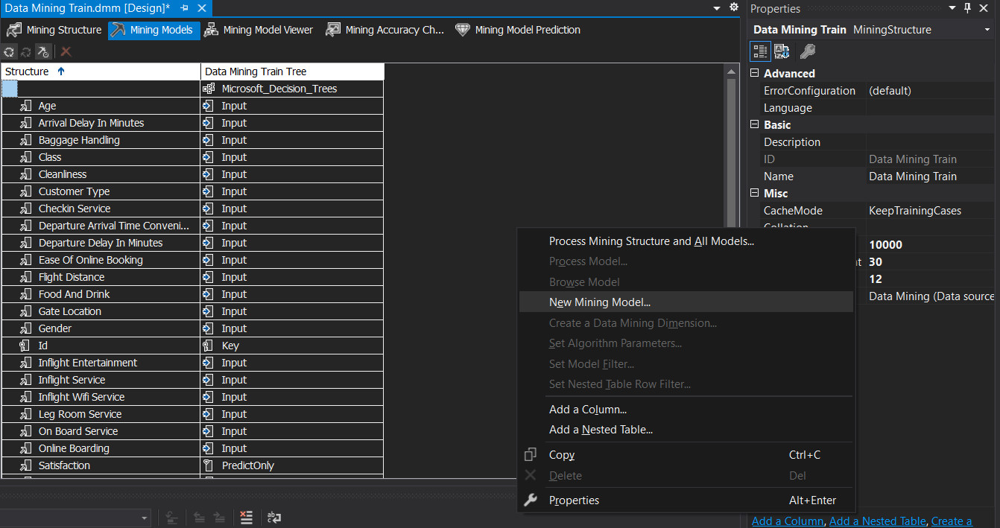 Data Mining Train.dmm [Design]*
Mining Structure Mining Models Mining Model Viewer Mining Accuracy Ch... Mining Model Prediction
Structure Data Mining Train Tree
Microsoft_Decision_Trees
Age Input
Arrival Delay In Minutes Input
Baggage Handling Input
Class Input
Cleanliness Input
Customer Type Input
Checkin Service Input
Departure Arrival Time Conveni... Input
Departure Delay In Minutes Input
Ease Of Online Booking Input
Flight Distance Input
Food And Drink Input
Gate Location Input
Gender Input
Id Key
Inflight Entertainment Input
Inflight Service Input
Inflight Wifi Service Input
Leg Room Service Input
On Board Service Input
Online Boarding Input
Satisfaction PredictOnly
Process Mining Structure and All Models...
Process Model...
Browse Model
New Mining Model...
Create a Data Mining Dimension...
Set Algorithm Parameters...
Set Model Filter...
Set Nested Table Row Filter...
Add a Column...
Add a Nested Table...
Copy Ctrl+C
Delete Del
Properties Alt+Enter
Properties
Data Mining Train MiningStructure
Advanced
ErrorConfiguration (default)
Language
Basic
Description
ID Data Mining Train
Name Data Mining Train
Misc
CacheMode KeepTrainingCases
Collation
10000
30
12
Data Mining (Data source
Add a Column, Add a Nested Table, Create a